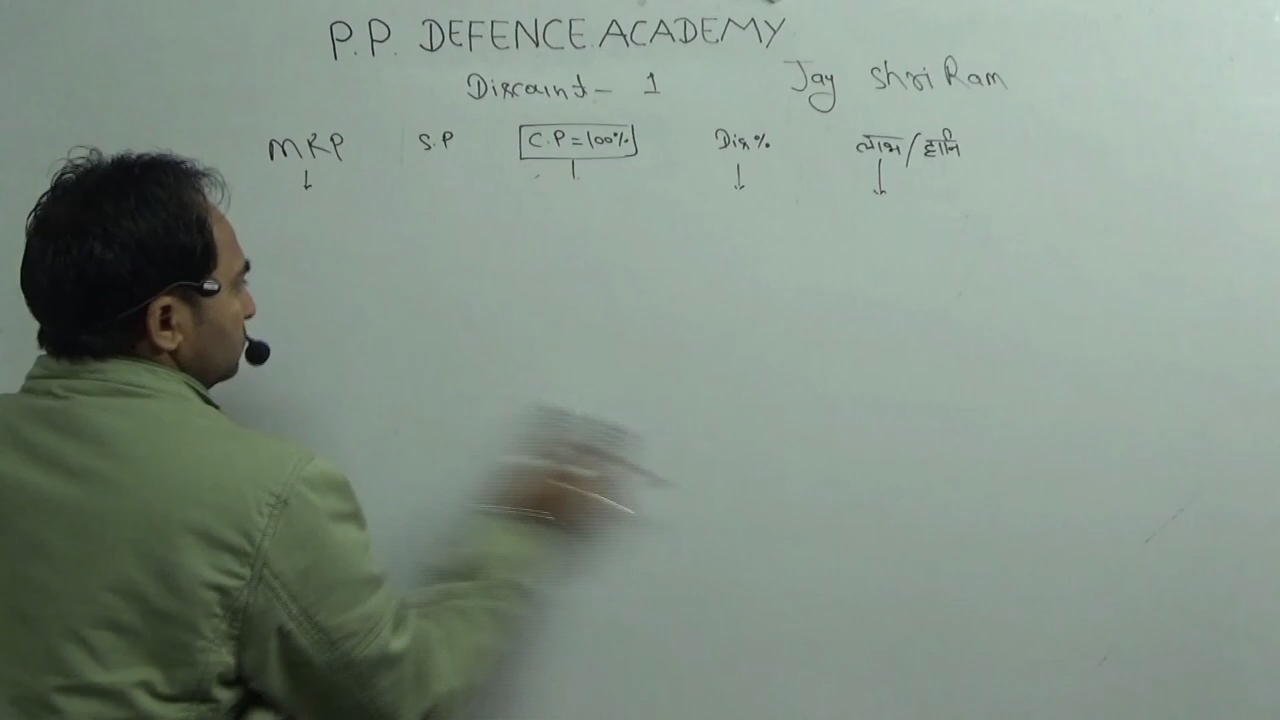 P.P. DEFENCE ACADEMY
Discount - 1 Jay Shri Ram
MRP S.P C.P = 100% Dis% लाभ/हानि